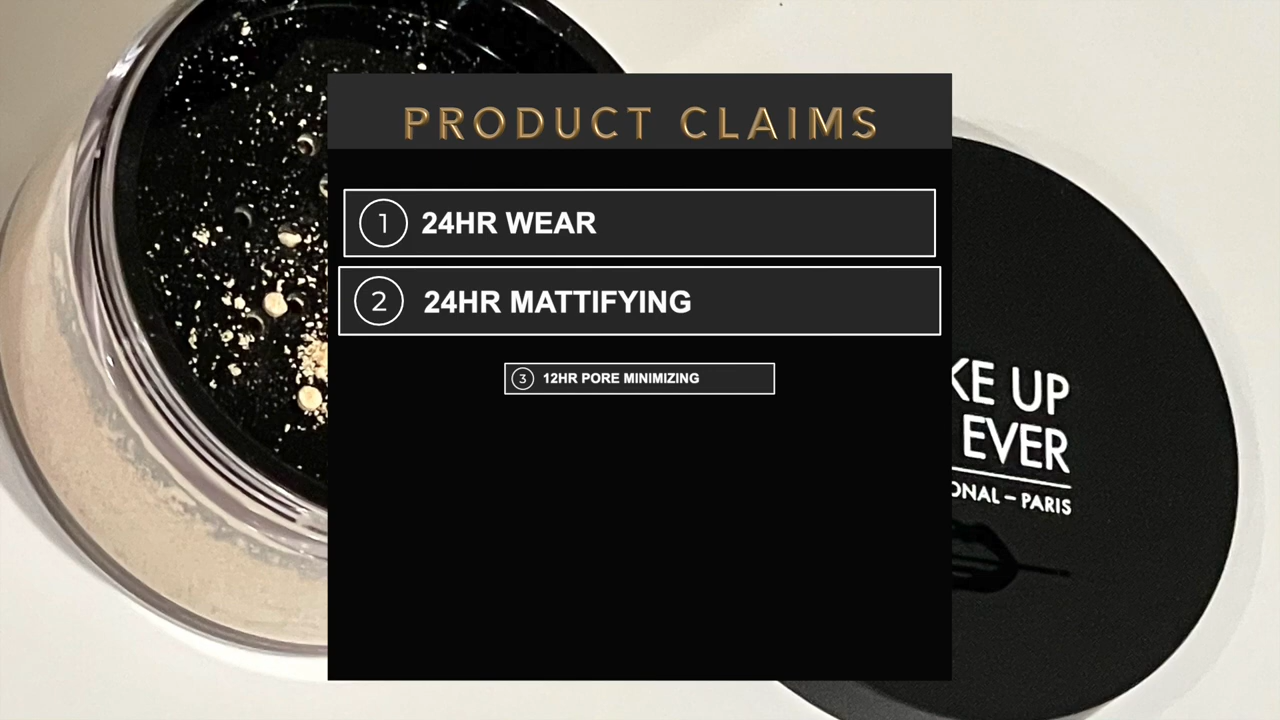 PRODUCT CLAIMS
1 24HR WEAR
2 24HR MATTIFYING
3 12HR PORE MINIMIZING
KE UP
EVER
ONAL – PARIS